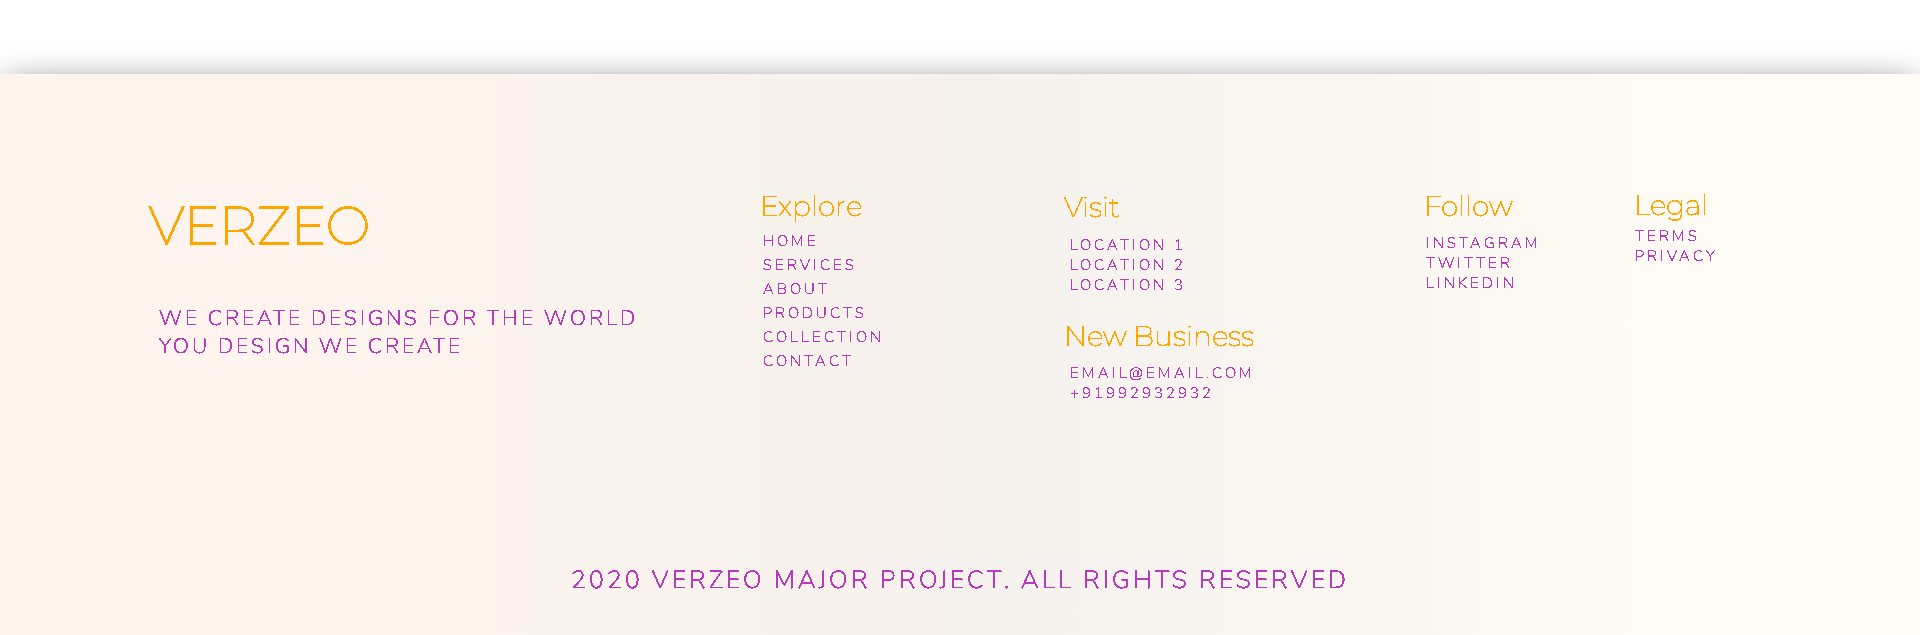 VERZEO
WE CREATE DESIGNS FOR THE WORLD
YOU DESIGN WE CREATE
Explore
HOME
SERVICES
ABOUT
PRODUCTS
COLLECTION
CONTACT
Visit
LOCATION 1
LOCATION 2
LOCATION 3
New Business
EMAIL@EMAIL.COM
+91992932932
Follow
INSTAGRAM
TWITTER
LINKEDIN
Legal
TERMS
PRIVACY
2020 VERZEO MAJOR PROJECT. ALL RIGHTS RESERVED